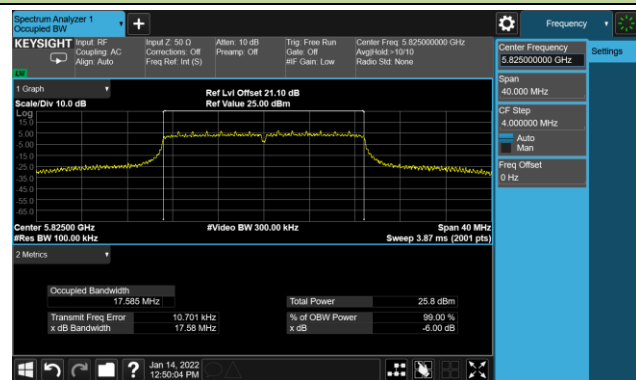 Spectrum Analyzer 1
Occupied BW
+
Frequency
KEYSIGHT
Input: RF
Coupling: AC
Align: Auto
Input Z: 50 Ω
Corrections: Off
Freq Ref: Int (S)
Atten: 10 dB
Preamp: Off
Trig: Free Run
Gate: Off
#IF Gain: Low
Center Freq: 5.825000000 GHz
Avg|Hold:>10/10
Radio Std: None
Center Frequency
5.825000000 GHz
Settings
Span
40.000 MHz
CF Step
4.000000 MHz
Auto
Man
Freq Offset
0 Hz
1 Graph
Scale/Div 10.0 dB
Ref Lvl Offset 21.10 dB
Ref Value 25.00 dBm
Log
15.0
5.00
-5.00
-15.0
-25.0
-35.0
-45.0
-55.0
-65.0
Center 5.82500 GHz
#Res BW 100.00 kHz
#Video BW 300.00 kHz
Span 40 MHz
Sweep 3.87 ms (2001 pts)
2 Metrics
Occupied Bandwidth
17.585 MHz
Total Power 25.8 dBm
Transmit Freq Error 10.701 kHz
% of OBW Power 99.00 %
x dB Bandwidth 17.58 MHz
x dB -6.00 dB
?
Jan 14, 2022
12:50:04 PM